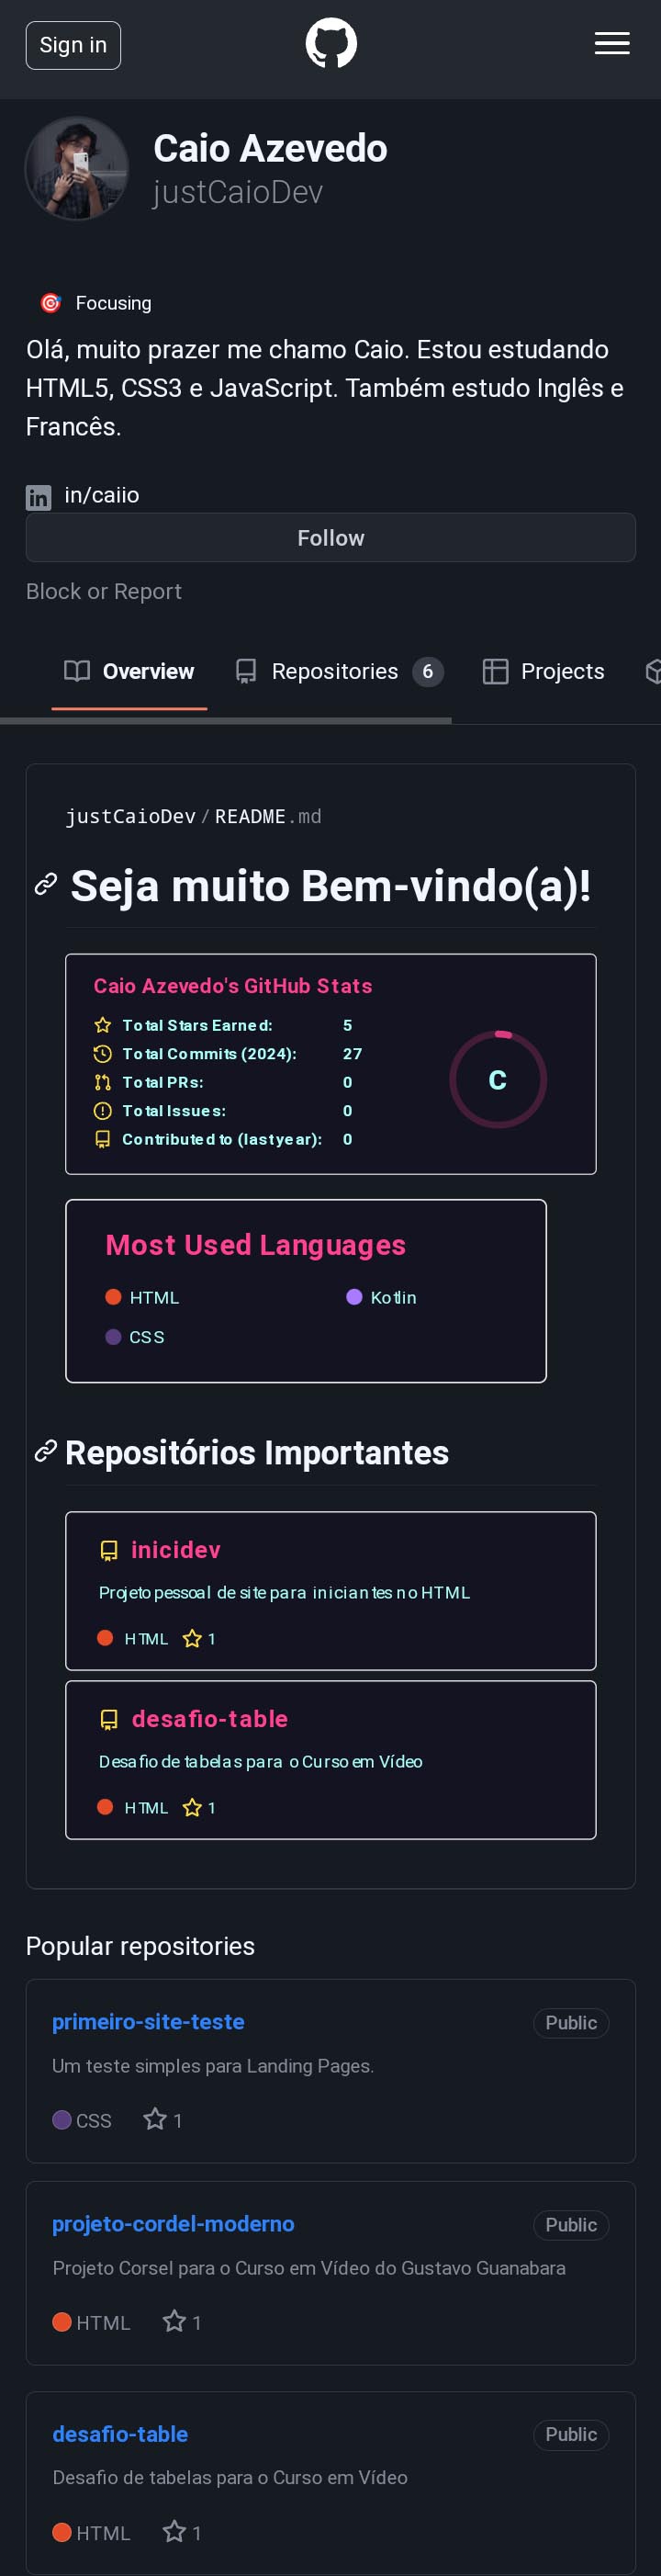 Sign in
Caio Azevedo
justCaioDev
🎯 Focusing
Olá, muito prazer me chamo Caio. Estou estudando
HTML5, CSS3 e JavaScript. Também estudo Inglês e
Francês.
in/caiio
Follow
Block or Report
Overview Repositories 6 Projects
justCaioDev / README.md
Seja muito Bem-vindo(a)!
Caio Azevedo's GitHub Stats
Total Stars Earned: 5
Total Commits (2024): 27
Total PRs: 0
Total Issues: 0
Contributed to (last year): 0
C
Most Used Languages
HTML Kotlin
CSS
Repositórios Importantes
inicidev
Projeto pessoal de site para iniciantes no HTML
HTML 1
desafio-table
Desafio de tabelas para o Curso em Vídeo
HTML 1
Popular repositories
primeiro-site-teste Public
Um teste simples para Landing Pages.
CSS 1
projeto-cordel-moderno Public
Projeto Corsel para o Curso em Vídeo do Gustavo Guanabara
HTML 1
desafio-table Public
Desafio de tabelas para o Curso em Vídeo
HTML 1